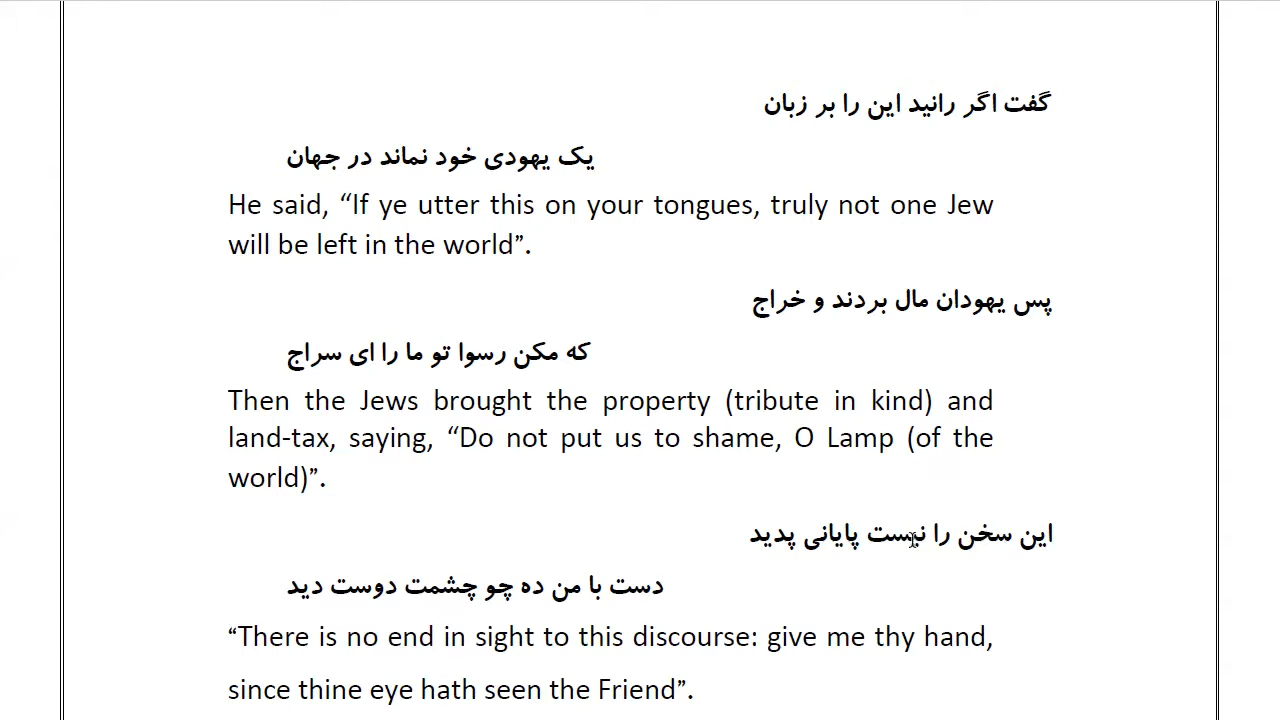 گفت اگر رانید این را بر زبان
یک یهودی خود نماند در جهان
He said, “If ye utter this on your tongues, truly not one Jew
will be left in the world”.
پس یهودان مال بردند و خراج
که مکن رسوا تو ما را ای سراج
Then the Jews brought the property (tribute in kind) and
land-tax, saying, “Do not put us to shame, O Lamp (of the
world)”.
این سخن را نیست پایانی پدید
دست با من ده چو چشمت دوست دید
“There is no end in sight to this discourse: give me thy hand,
since thine eye hath seen the Friend”.